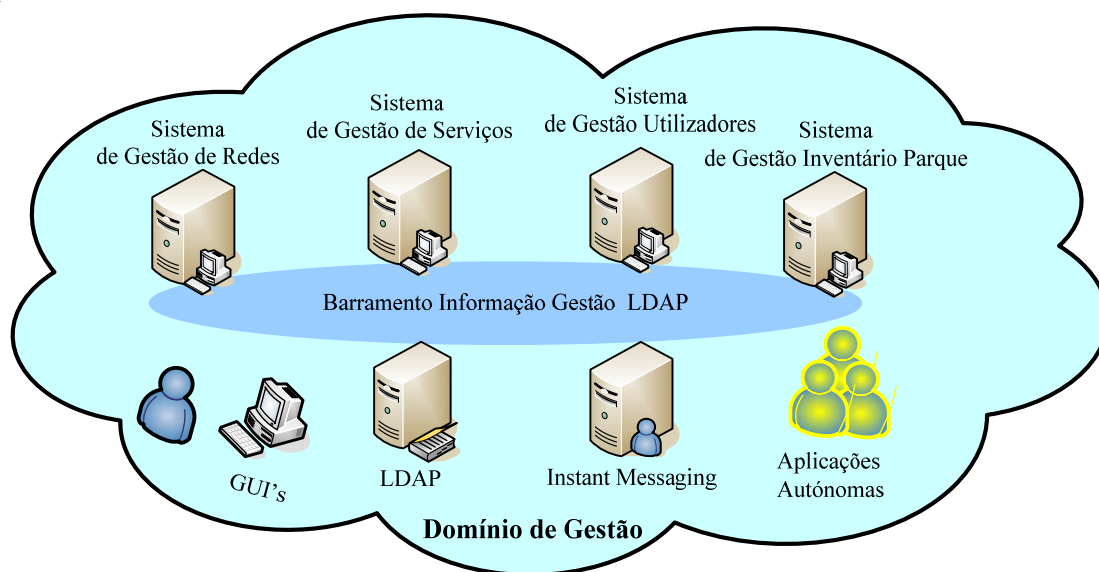 Sistema
de Gestão de Redes
Sistema
de Gestão de Serviços
Sistema
de Gestão Utilizadores
Sistema
de Gestão Inventário Parque
Barramento Informação Gestão LDAP
GUI's
LDAP
Instant Messaging
Aplicações
Autónomas
Domínio de Gestão